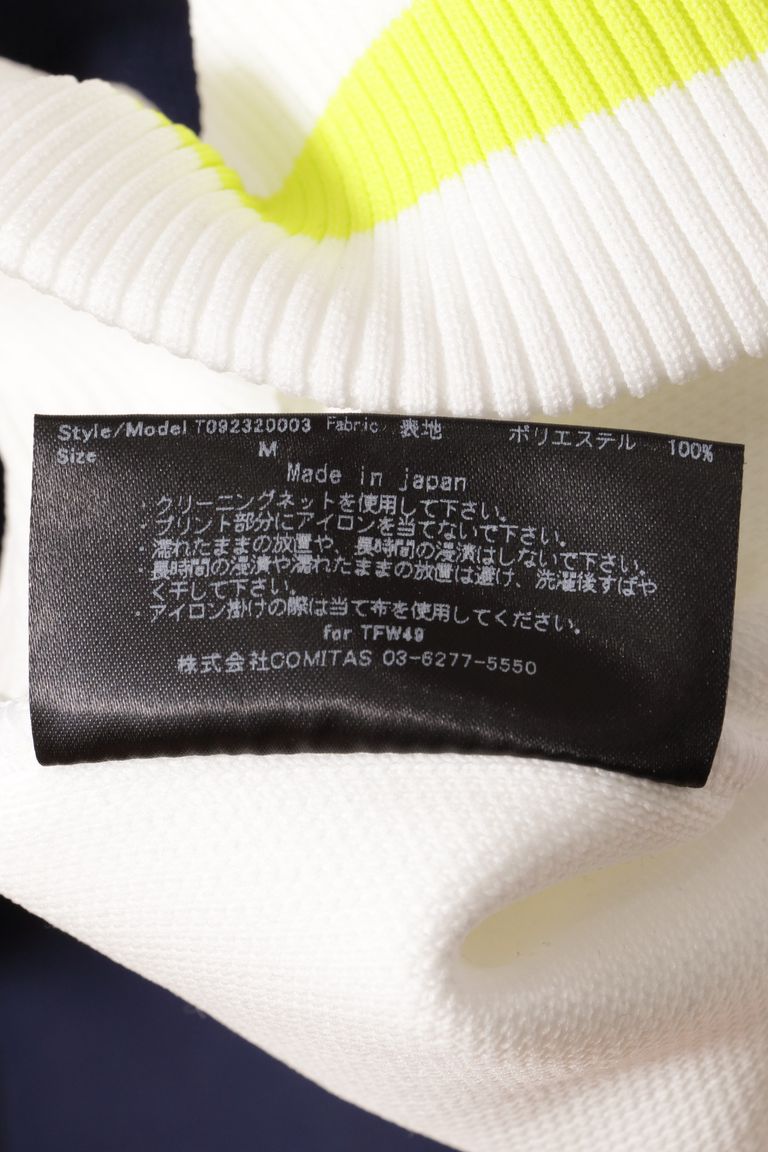 Style/Model T092320003 Fabric 表地 ポリエステル 100%
Size M
Made in japan
・クリーニングネットを使用して下さい。
・プリント部分にアイロンを当てないで下さい。
・濡れたままの放置や、長時間の浸漬はしないで下さい。
長時間の浸漬や濡れたままの放置は避け、洗濯後すばや
く干して下さい。
・アイロン掛けの際は当て布を使用してください。
for TFW49
株式会社COMITAS 03-6277-5550